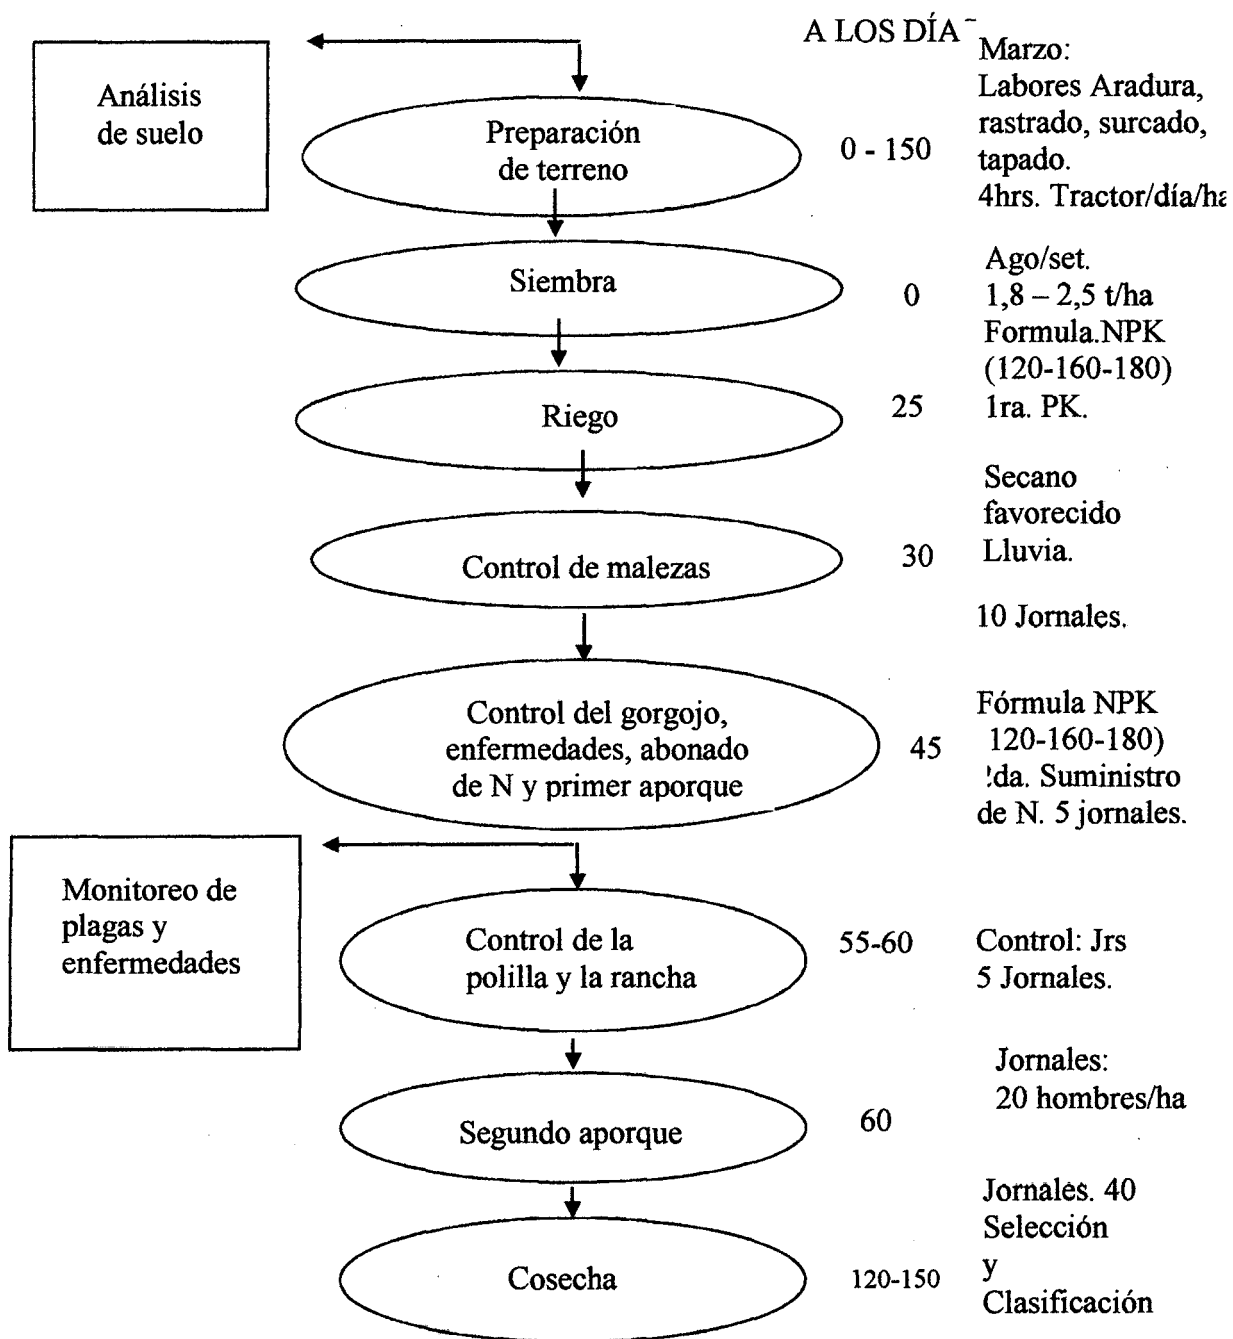 A LOS DÍA
Análisis
de suelo
Preparación
de terreno
0 - 150
Marzo:
Labores Aradura,
rastrado, surcado,
tapado.
4hrs. Tractor/día/ha
Siembra
0
Ago/set.
1,8 – 2,5 t/ha
Formula.NPK
(120-160-180)
1ra. PK.
Riego
25
Secano
favorecido
Lluvia.
Control de malezas
30
10 Jornales.
Control del gorgojo,
enfermedades, abonado
de N y primer aporque
45
Fórmula NPK
120-160-180)
da. Suministro
de N. 5 jornales.
Monitoreo de
plagas y
enfermedades
Control de la
polilla y la rancha
55-60
Control: Jrs
5 Jornales.
Segundo aporque
60
Jornales:
20 hombres/ha
Cosecha
120-150
Jornales. 40
Selección
y
Clasificación